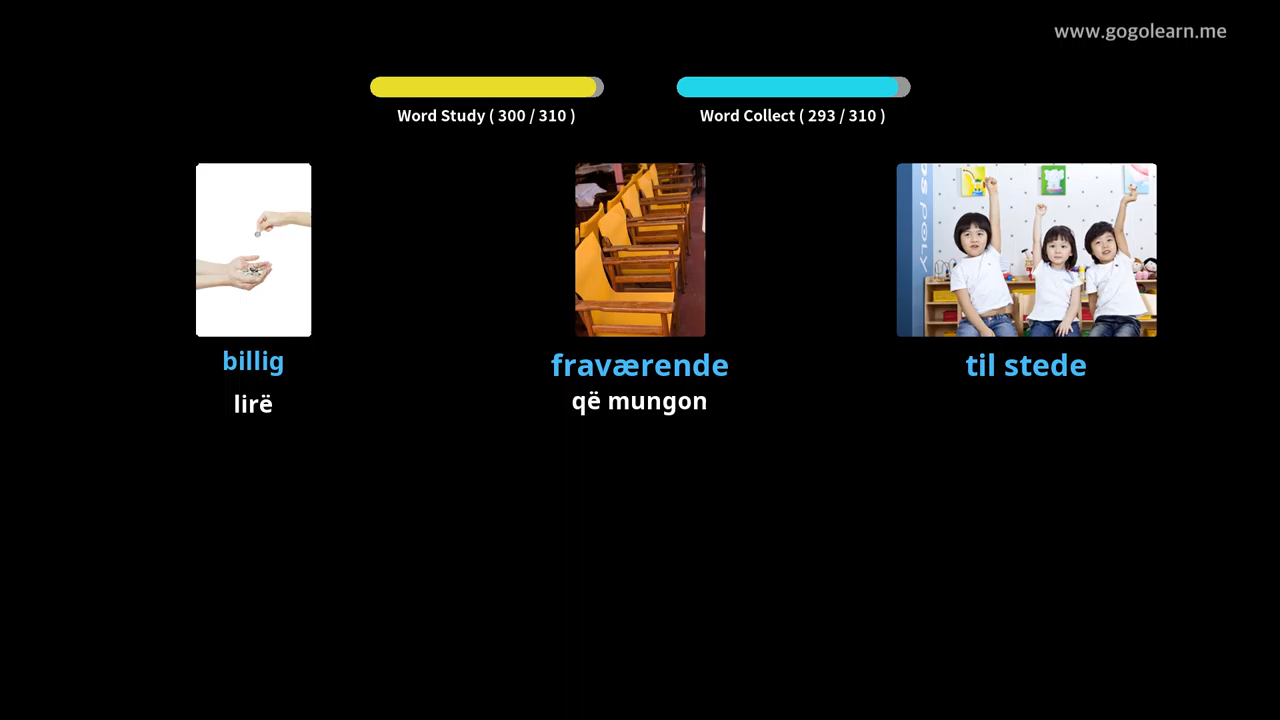 www.gogolearn.me
Word Study ( 300 / 310 )
Word Collect ( 293 / 310 )
billig
fraværende
til stede
lirë
që mungon